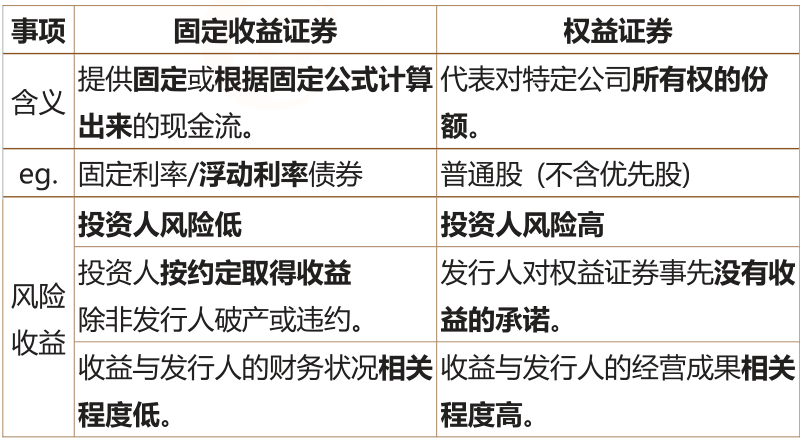 事项 固定收益证券 权益证券
含义
提供固定或根据固定公式计算
出来的现金流。
代表对特定公司所有权的份
额。
eg. 固定利率/浮动利率债券 普通股（不含优先股）
风险
收益
投资人风险低
投资人风险高
投资人按约定取得收益
除非发行人破产或违约。
发行人对权益证券事先没有收
益的承诺。
收益与发行人的财务状况相关
程度低。
收益与发行人的经营成果相关
程度高。